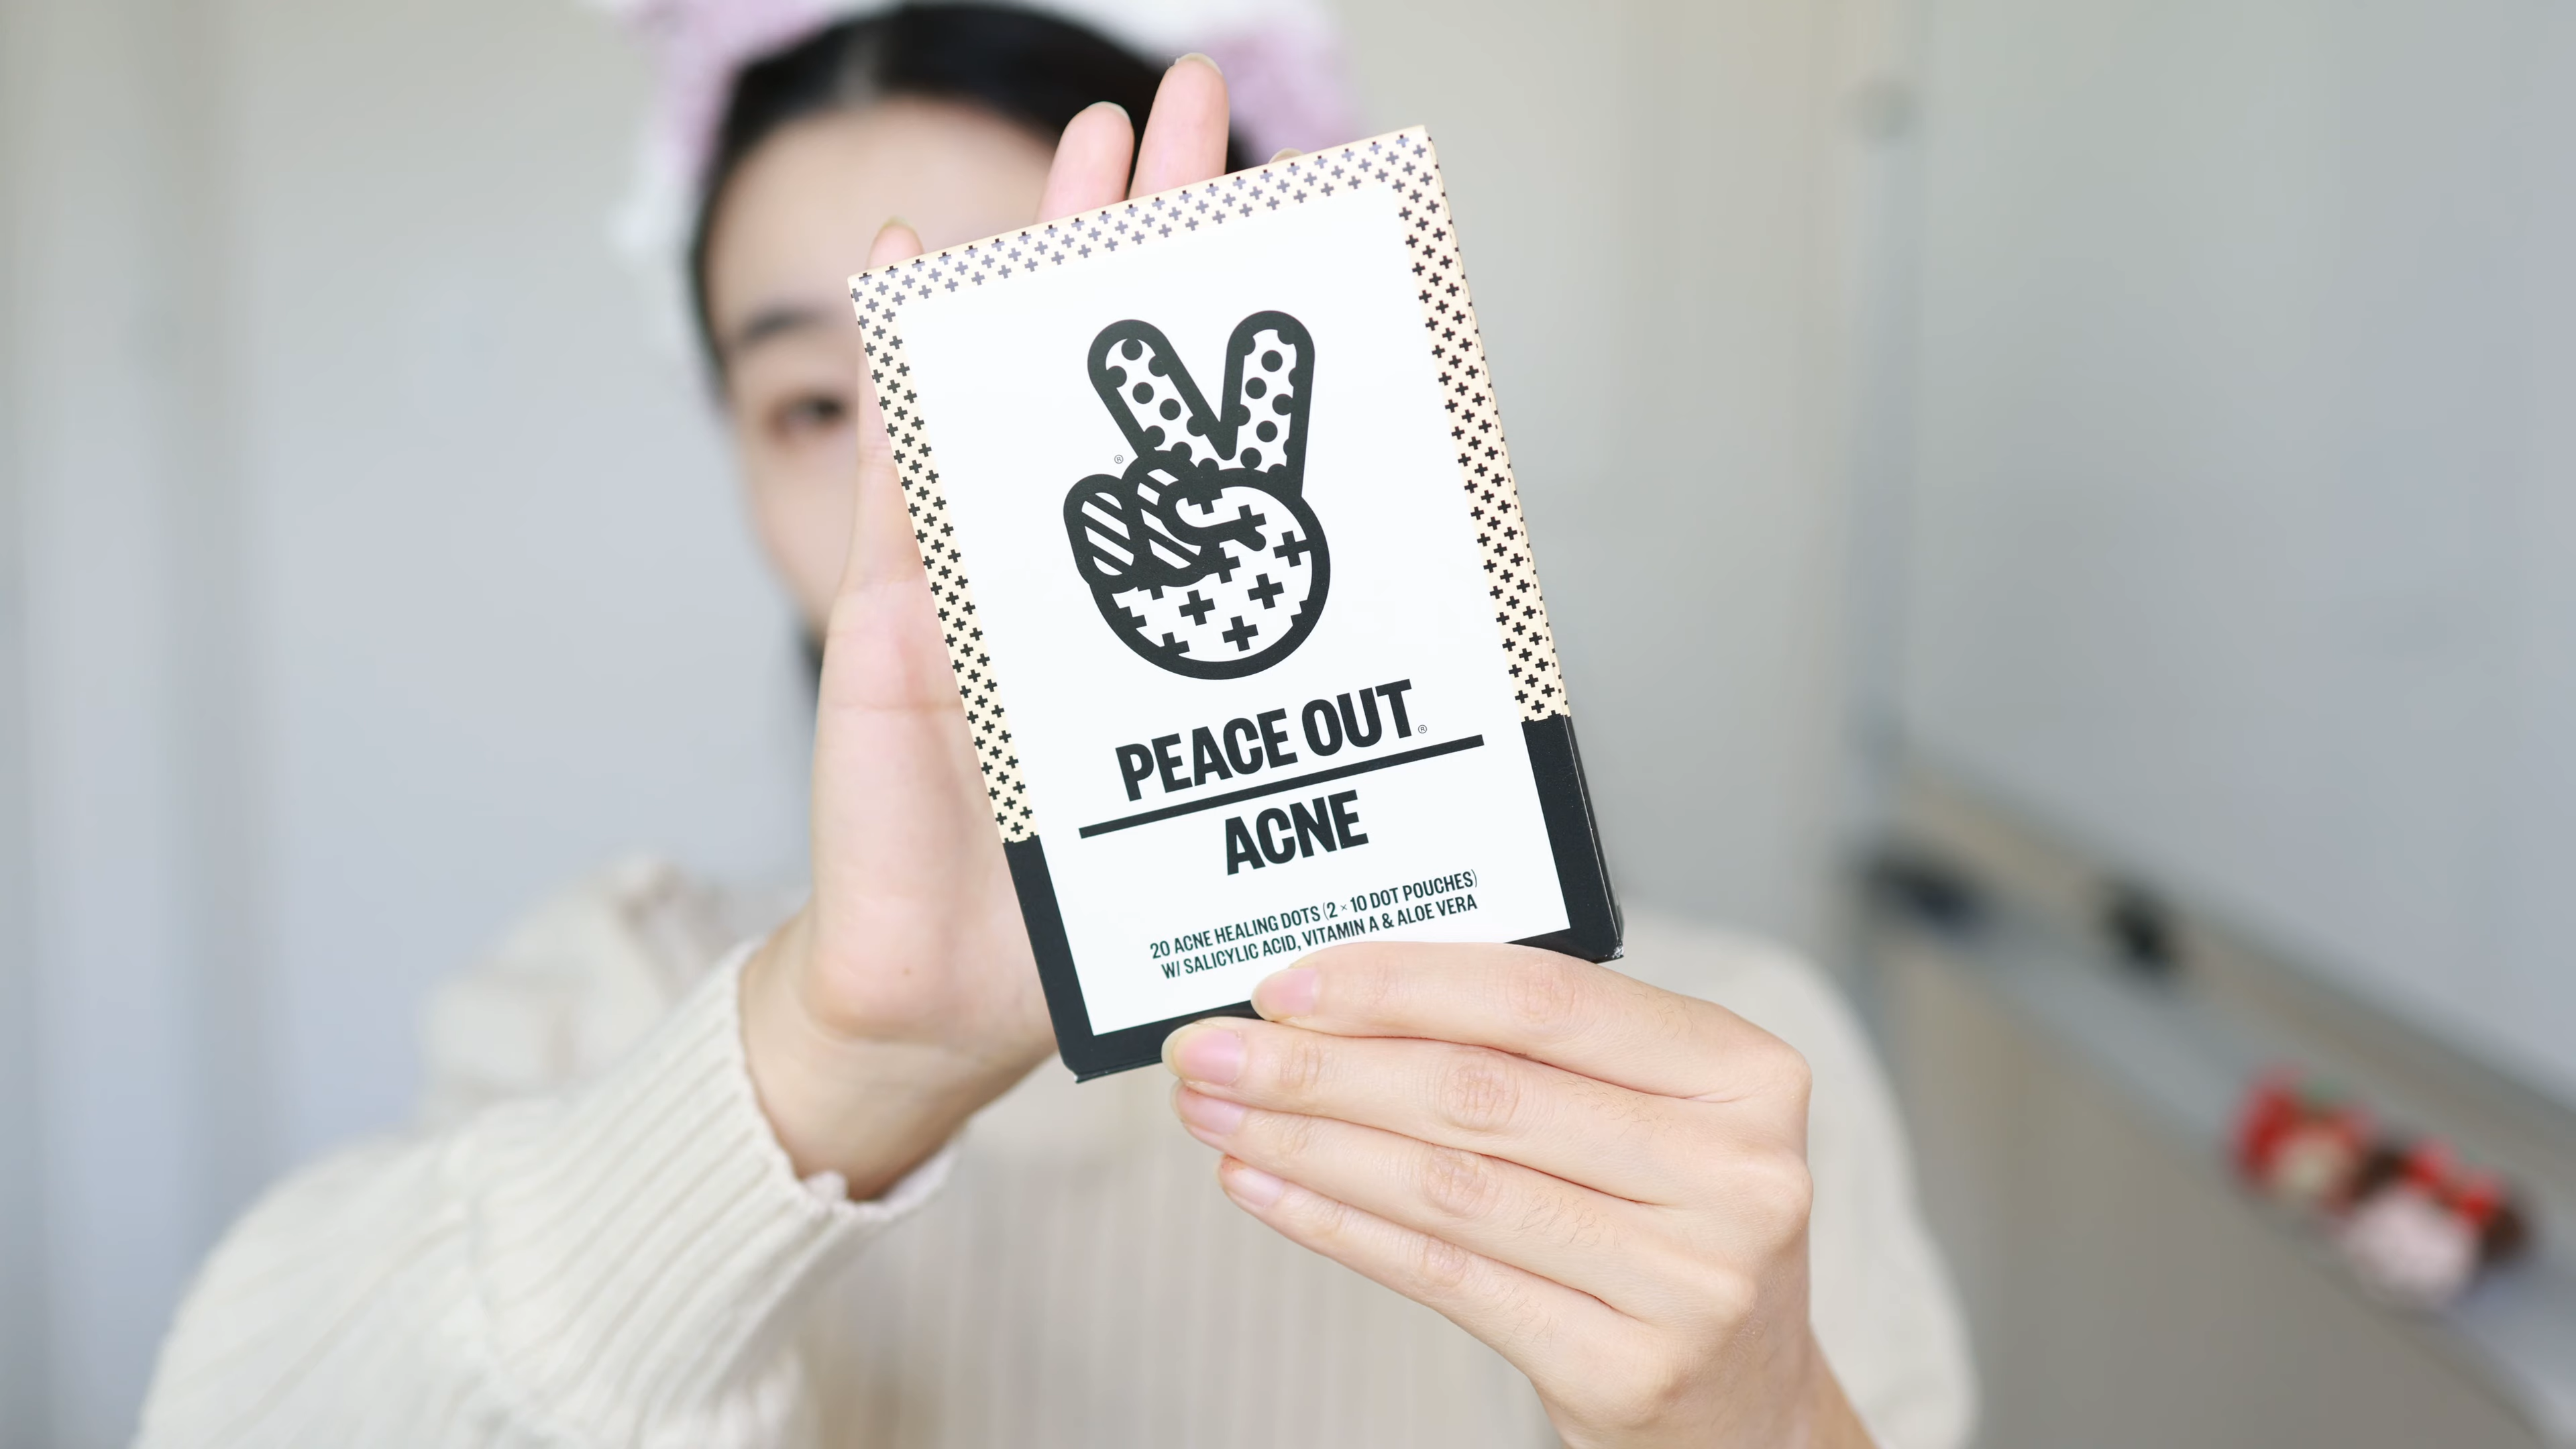 ®
PEACE OUT®
ACNE
20 ACNE HEALING DOTS (2 × 10 DOT POUCHES)
W/ SALICYLIC ACID, VITAMIN A & ALOE VERA